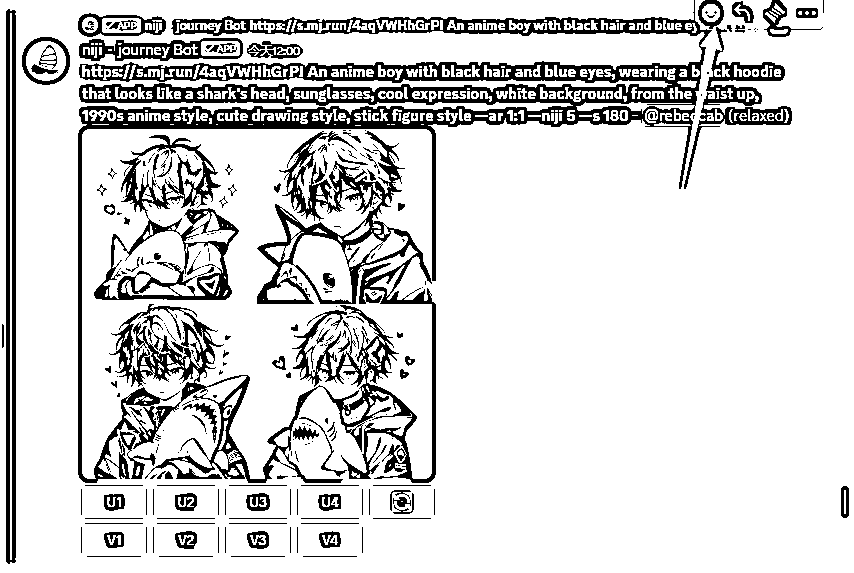 APP niji・journey Bot https://s.mj.run/4aqVWHhGrPI An anime boy with black hair and blue e
niji・journey Bot APP 今天12:00
https://s.mj.run/4aqVWHhGrPI An anime boy with black hair and blue eyes, wearing a black hoodie
that looks like a shark's head, sunglasses, cool expression, white background, from the waist up,
1990s anime style, cute drawing style, stick figure style --ar 1:1 --niji 5 --s 180 - @rebeccab (relaxed)
U1 U2 U3 U4
V1 V2 V3 V4